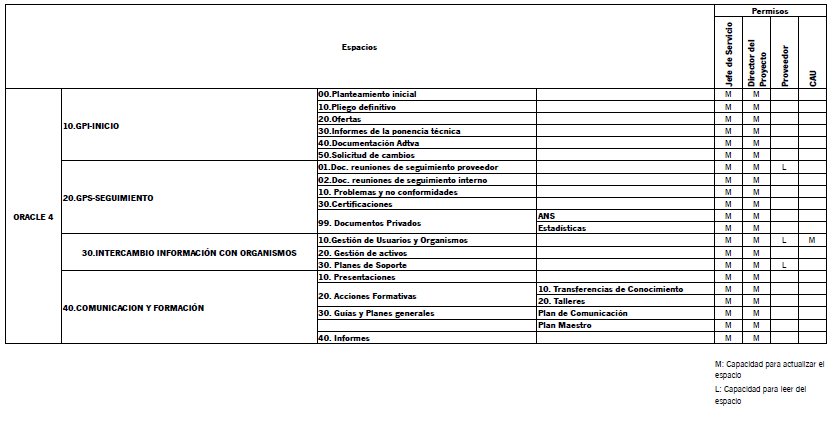 Permisos
Espacios
Jefe de Servicio
Director del Proyecto
Proveedor
CAU
ORACLE 4
10.GPI-INICIO
00.Planteamiento inicial M M
10.Pliego definitivo M M
20.Ofertas M M
30.Informes de la ponencia técnica M M
40.Documentación Adtva M M
50.Solicitud de cambios M M
20.GPS-SEGUIMIENTO
01.Doc. reuniones de seguimiento proveedor M M L
02.Doc. reuniones de seguimiento interno M M
10. Problemas y no conformidades M M
30.Certificaciones M M
99. Documentos Privados
ANS M M
Estadísticas M M
30.INTERCAMBIO INFORMACIÓN CON ORGANISMOS
10.Gestión de Usuarios y Organismos M M L M
20. Gestión de activos M M
30. Planes de Soporte M M L
40.COMUNICACION Y FORMACIÓN
10. Presentaciones M M
20. Acciones Formativas
10. Transferencias de Conocimiento M M
20. Talleres M M
30. Guías y Planes generales Plan de Comunicación M M
Plan Maestro M M
40. Informes M M
M: Capacidad para actualizar el
espacio
L: Capacidad para leer del
espacio